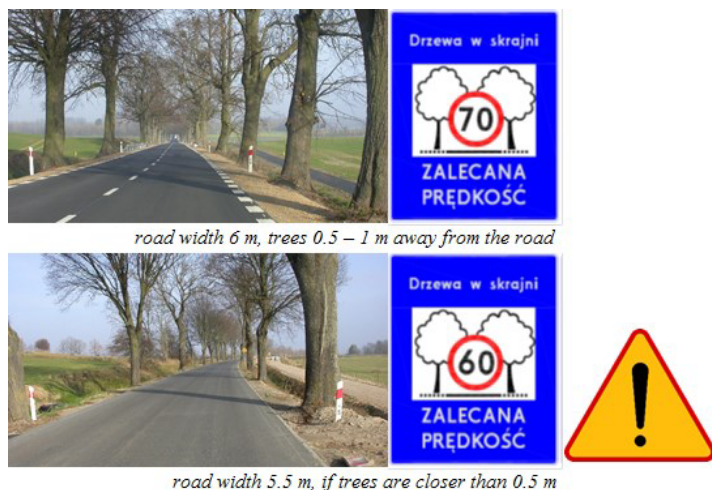 Drzewa w skrajni
70
ZALECANA
PRĘDKOŚĆ
road width 6 m, trees 0.5 – 1 m away from the road
Drzewa w skrajni
60
ZALECANA
PRĘDKOŚĆ
!
road width 5.5 m, if trees are closer than 0.5 m